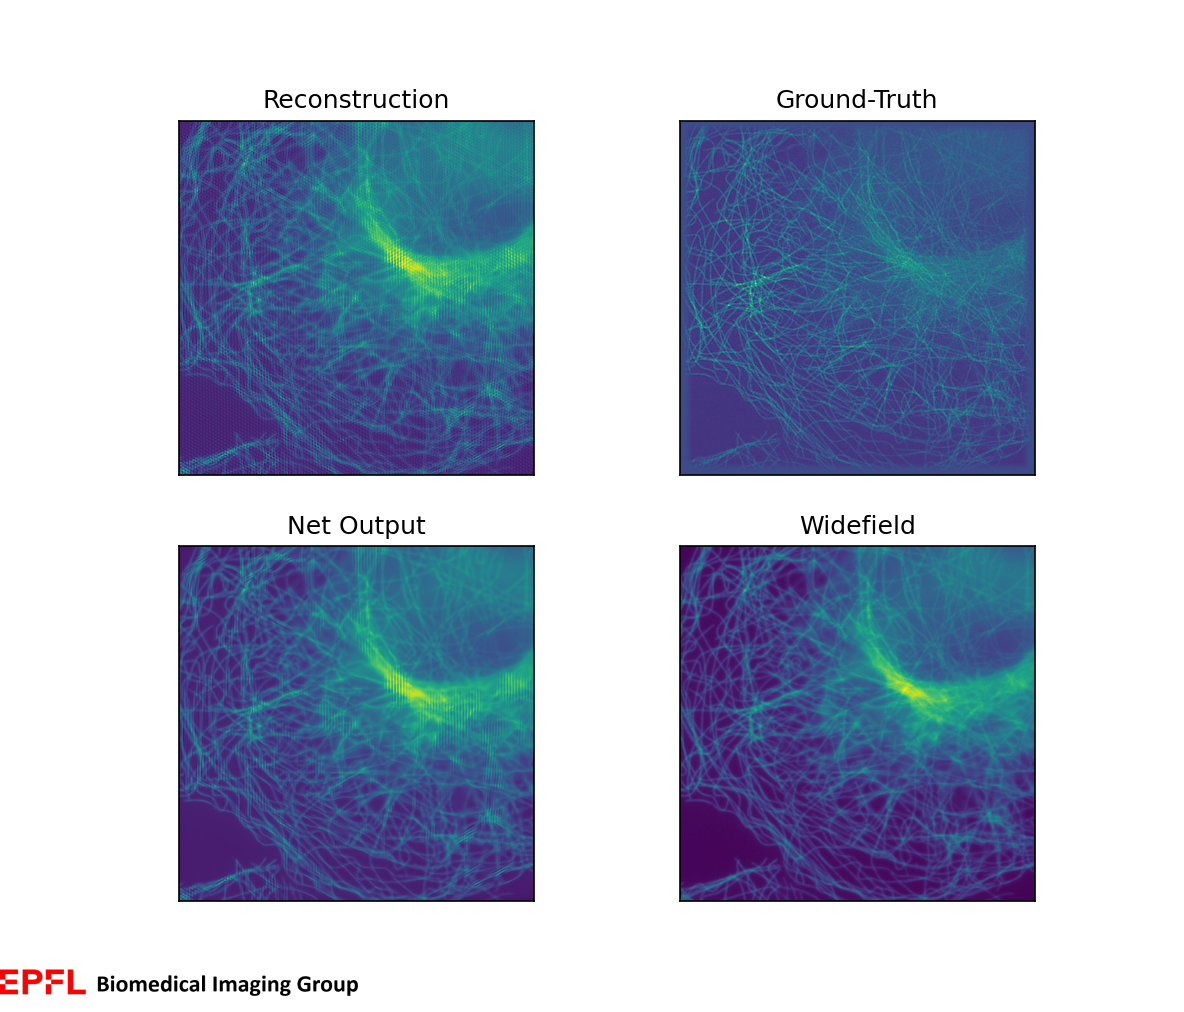 Reconstruction
Ground-Truth
Net Output
Widefield
EPFL Biomedical Imaging Group